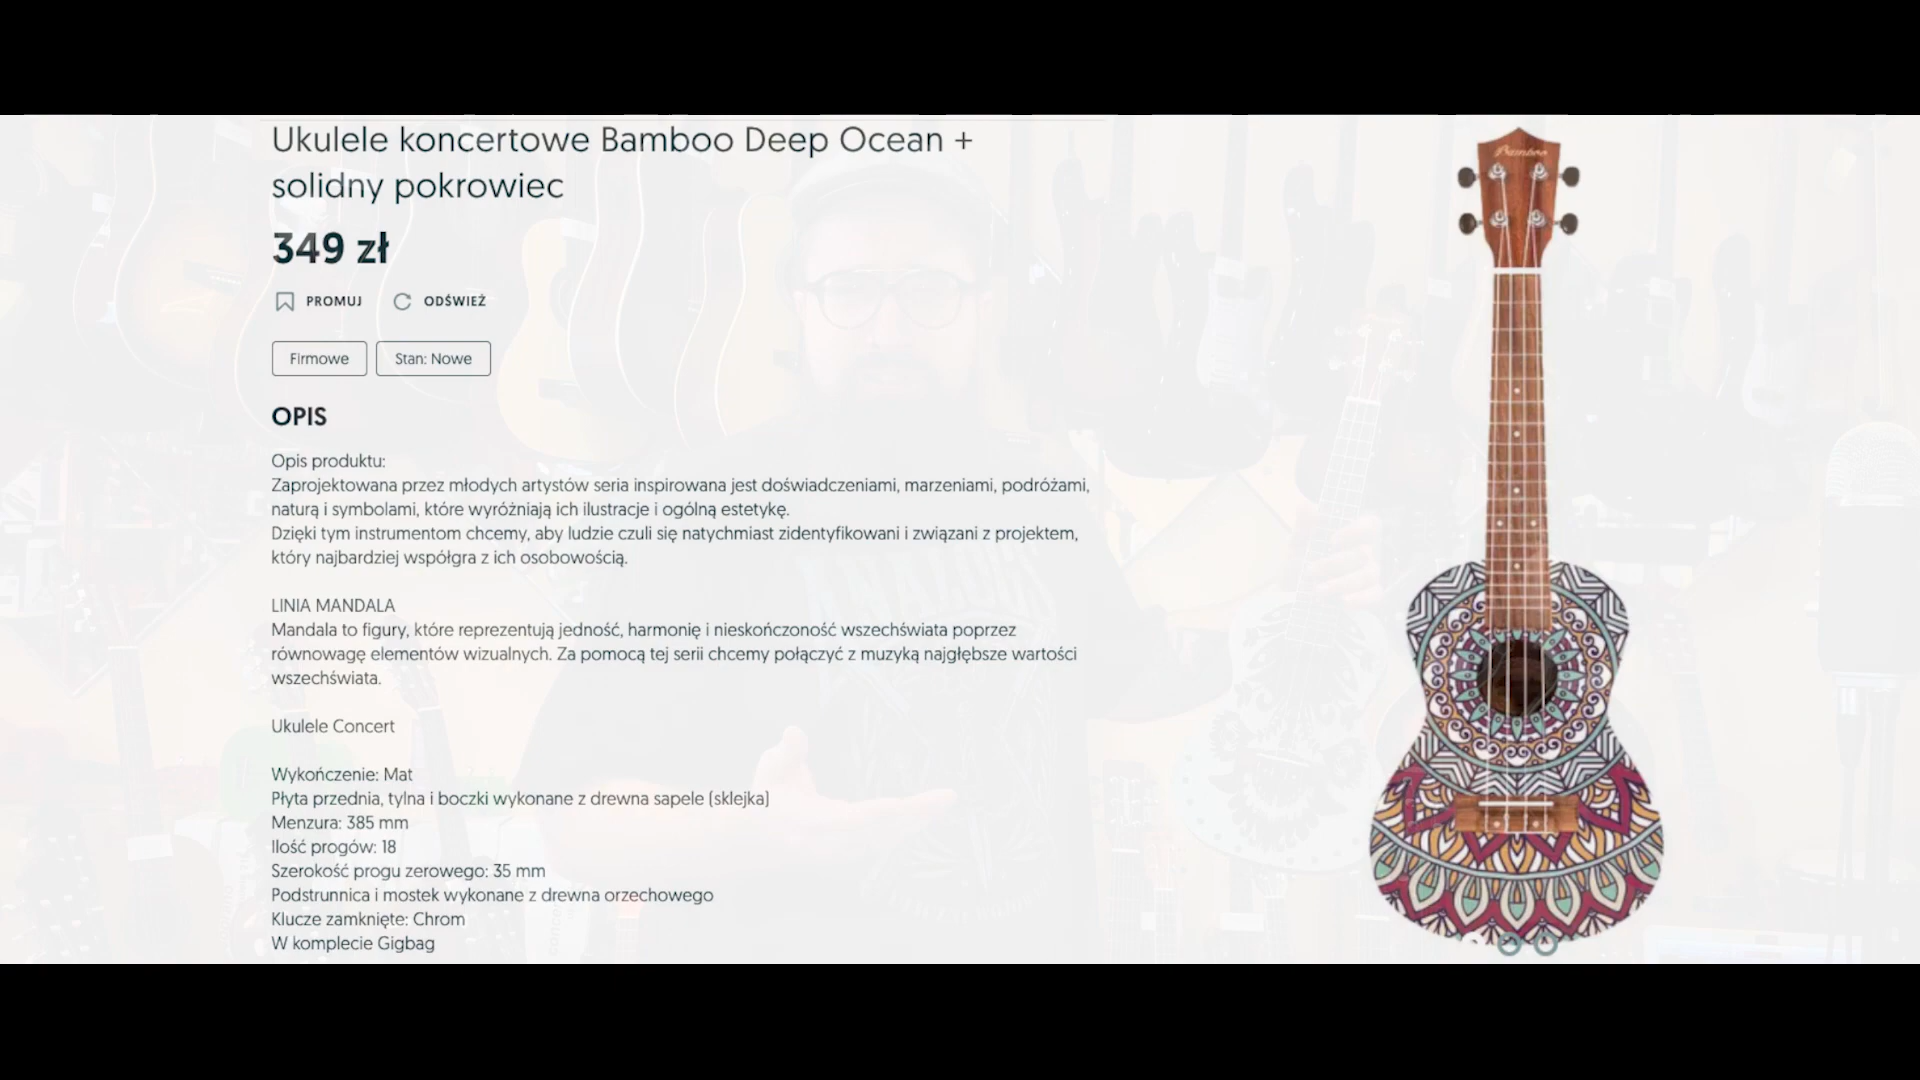 Ukulele koncertowe Bamboo Deep Ocean +
solidny pokrowiec
349 zł
PROMUJ ODŚWIEŻ
Firmowe Stan: Nowe
OPIS
Opis produktu:
Zaprojektowana przez młodych artystów seria inspirowana jest doświadczeniami, marzeniami, podróżami,
naturą i symbolami, które wyróżniają ich ilustracje i ogólną estetykę.
Dzięki tym instrumentom chcemy, aby ludzie czuli się natychmiast zidentyfikowani i związani z projektem,
który najbardziej współgra z ich osobowością.
LINIA MANDALA
Mandala to figury, które reprezentują jedność, harmonię i nieskończoność wszechświata poprzez
równowagę elementów wizualnych. Za pomocą tej serii chcemy połączyć z muzyką najgłębsze wartości
wszechświata.
Ukulele Concert
Wykończenie: Mat
Płyta przednia, tylna i boczki wykonane z drewna sapele (sklejka)
Menzura: 385 mm
Ilość progów: 18
Szerokość progu zerowego: 35 mm
Podstrunnica i mostek wykonane z drewna orzechowego
Klucze zamknięte: Chrom
W komplecie Gigbag
Bamboo